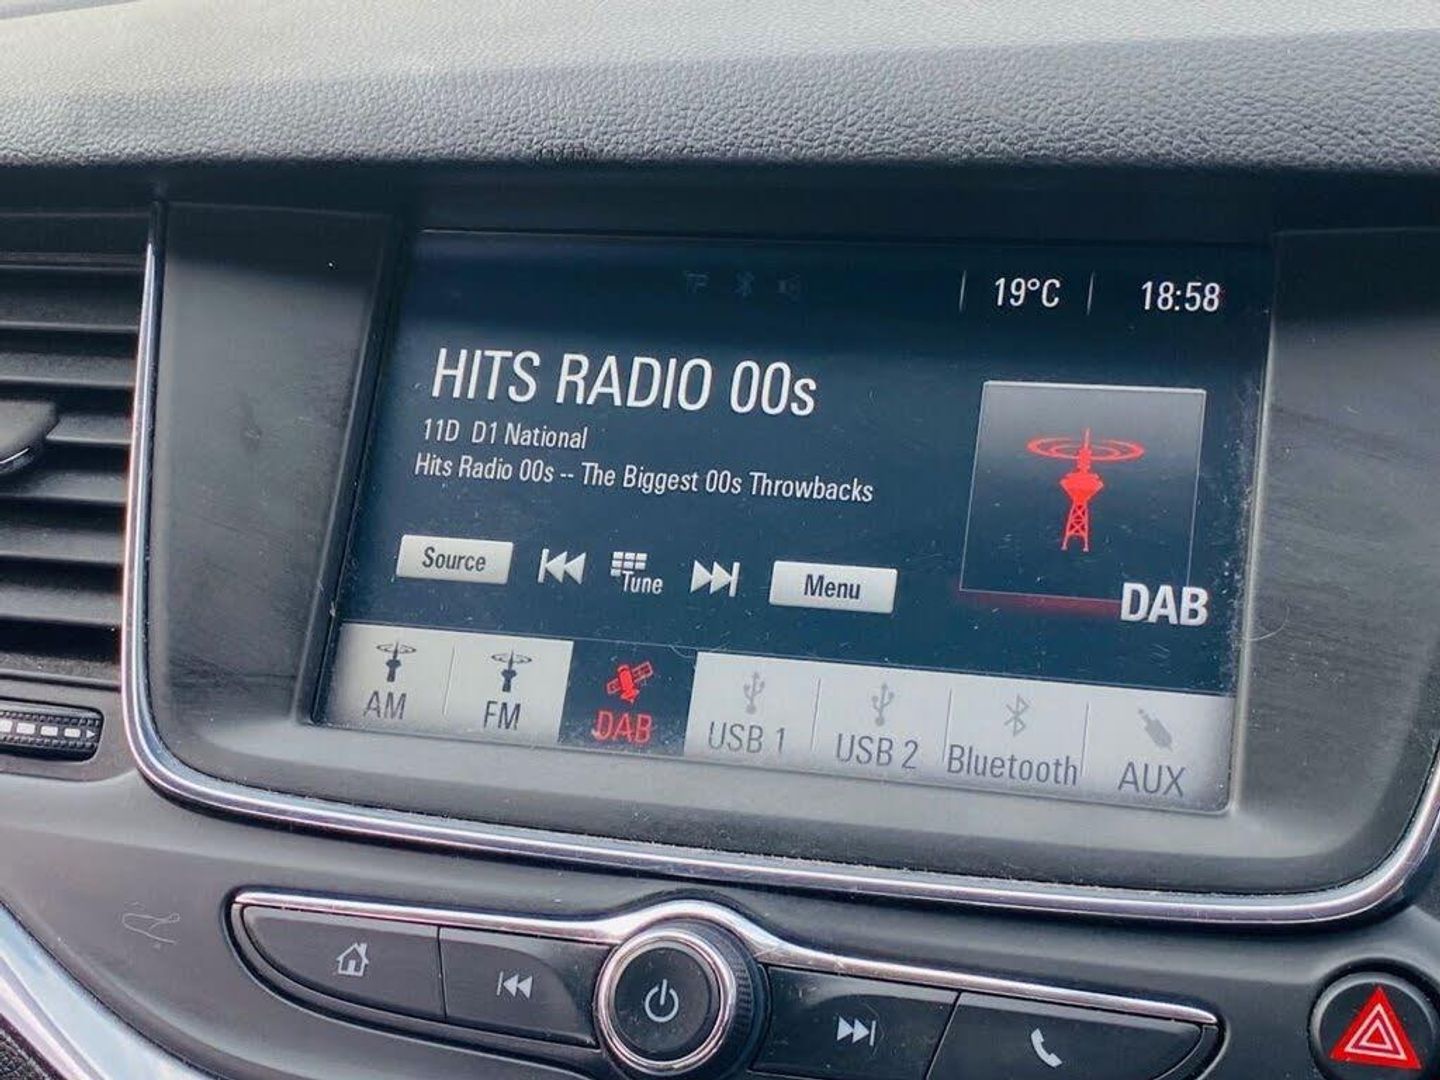 19°C 18:58
HITS RADIO 00s
11D D1 National
Hits Radio 00s -- The Biggest 00s Throwbacks
Source Tune Menu
DAB
AM FM DAB USB 1 USB 2 Bluetooth AUX